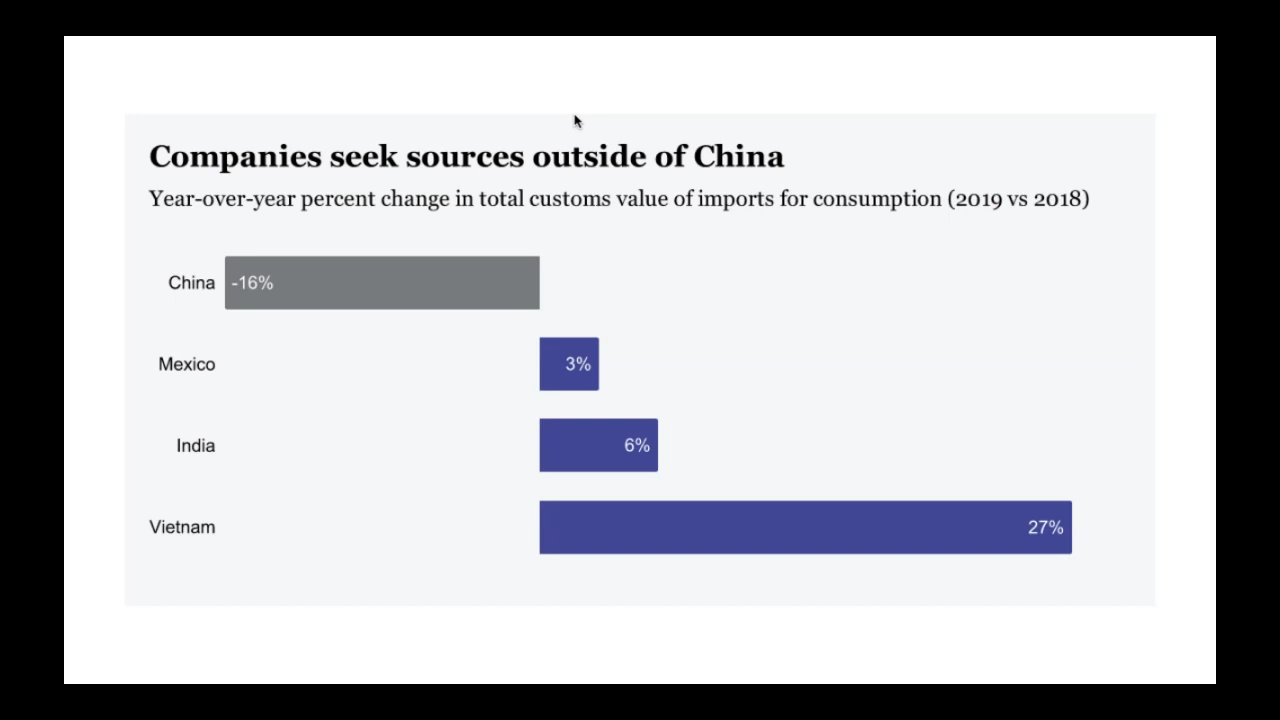 Companies seek sources outside of China
Year-over-year percent change in total customs value of imports for consumption (2019 vs 2018)
China -16%
Mexico 3%
India 6%
Vietnam 27%